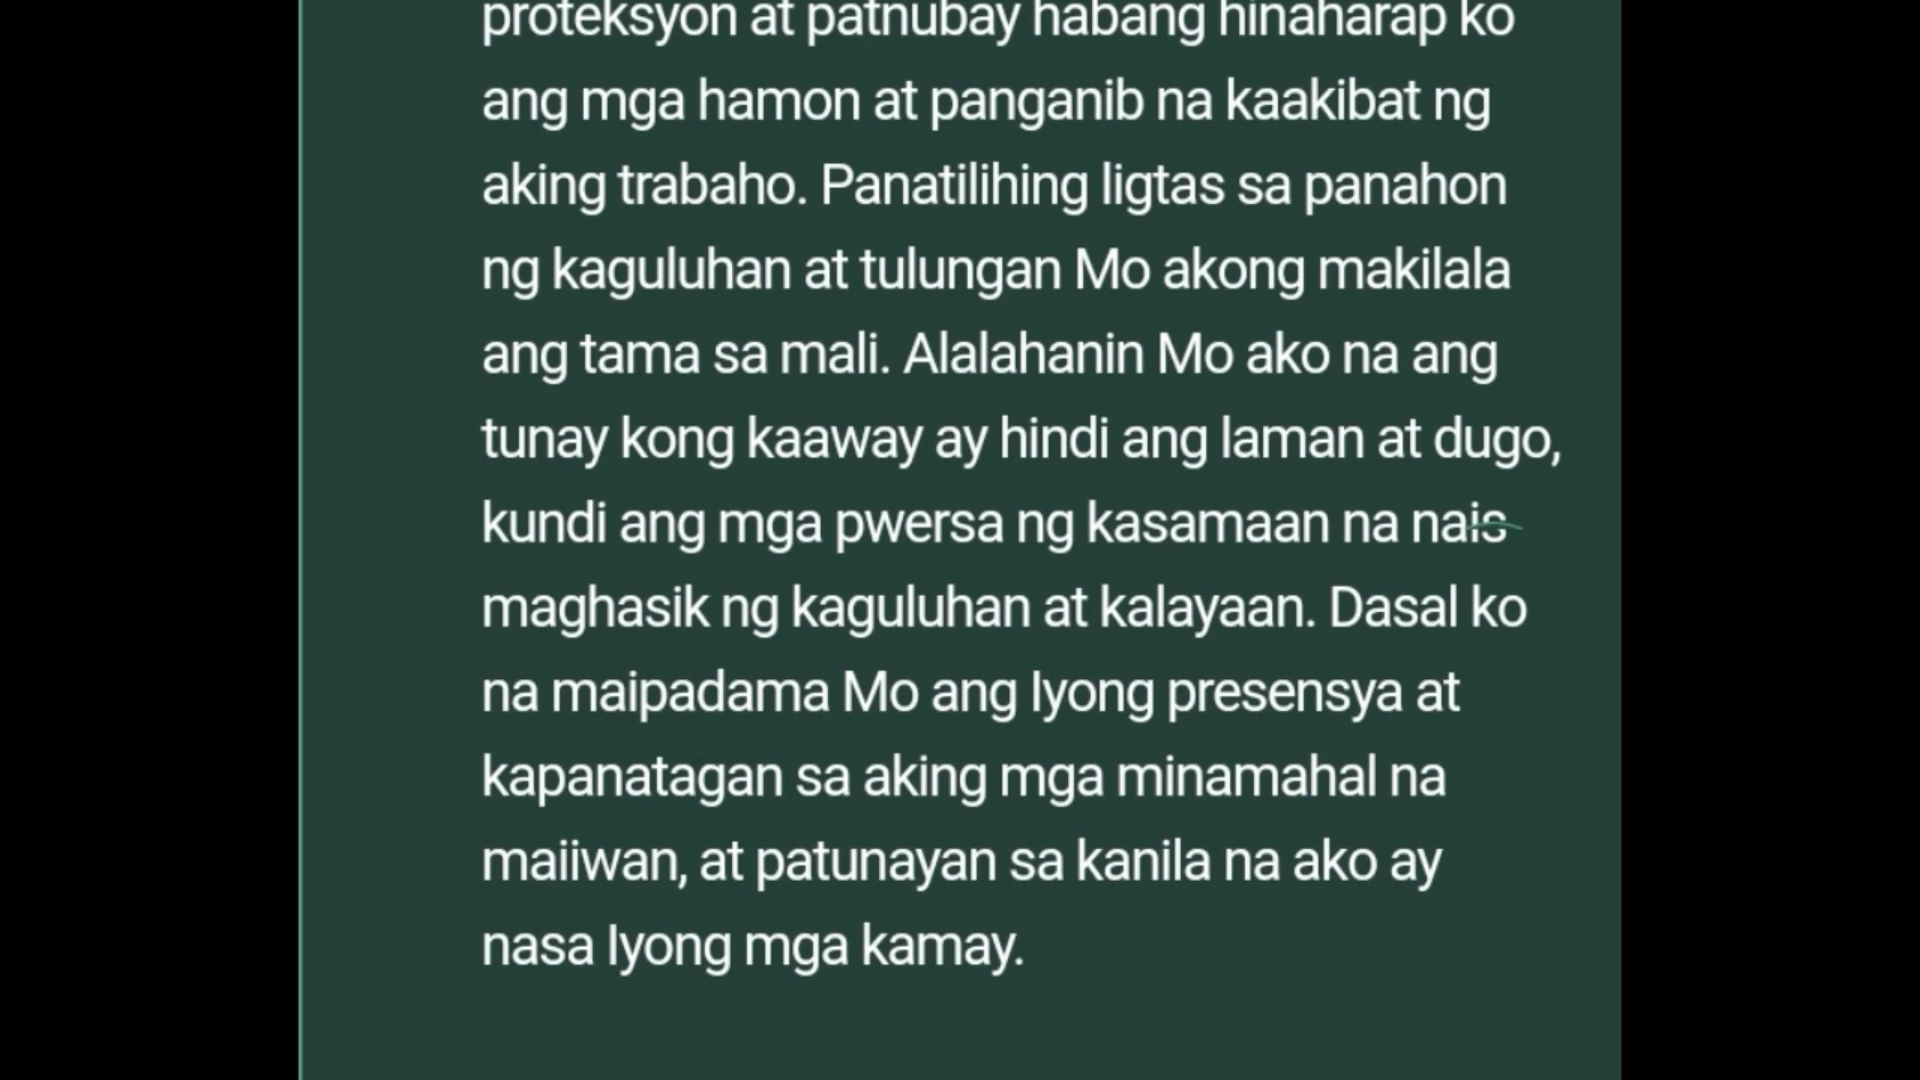 proteksyon at patnubay habang hinaharap ko
ang mga hamon at panganib na kaakibat ng
aking trabaho. Panatilihing ligtas sa panahon
ng kaguluhan at tulungan Mo akong makilala
ang tama sa mali. Alalahanin Mo ako na ang
tunay kong kaaway ay hindi ang laman at dugo,
kundi ang mga pwersa ng kasamaan na nais
maghasik ng kaguluhan at kalayaan. Dasal ko
na maipadama Mo ang Iyong presensya at
kapanatagan sa aking mga minamahal na
maiiwan, at patunayan sa kanila na ako ay
nasa Iyong mga kamay.